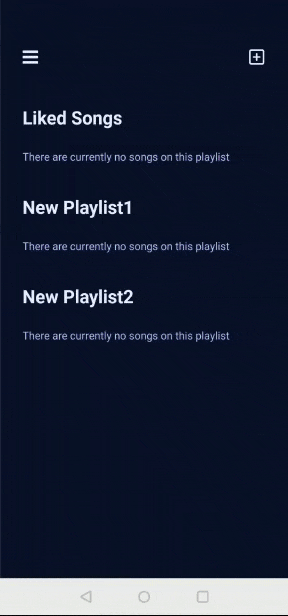 Liked Songs
There are currently no songs on this playlist
New Playlist1
There are currently no songs on this playlist
New Playlist2
There are currently no songs on this playlist